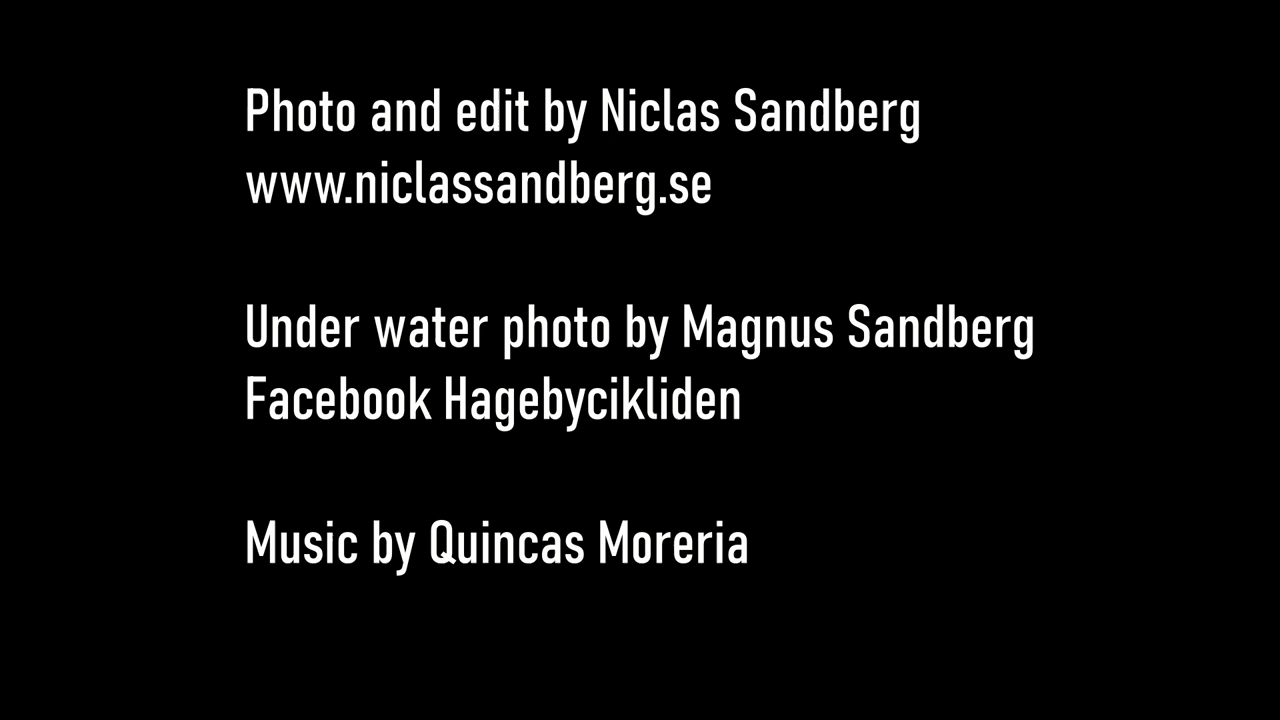 Photo and edit by Niclas Sandberg
www.niclassandberg.se
Under water photo by Magnus Sandberg
Facebook Hagebycikliden
Music by Quincas Moreria